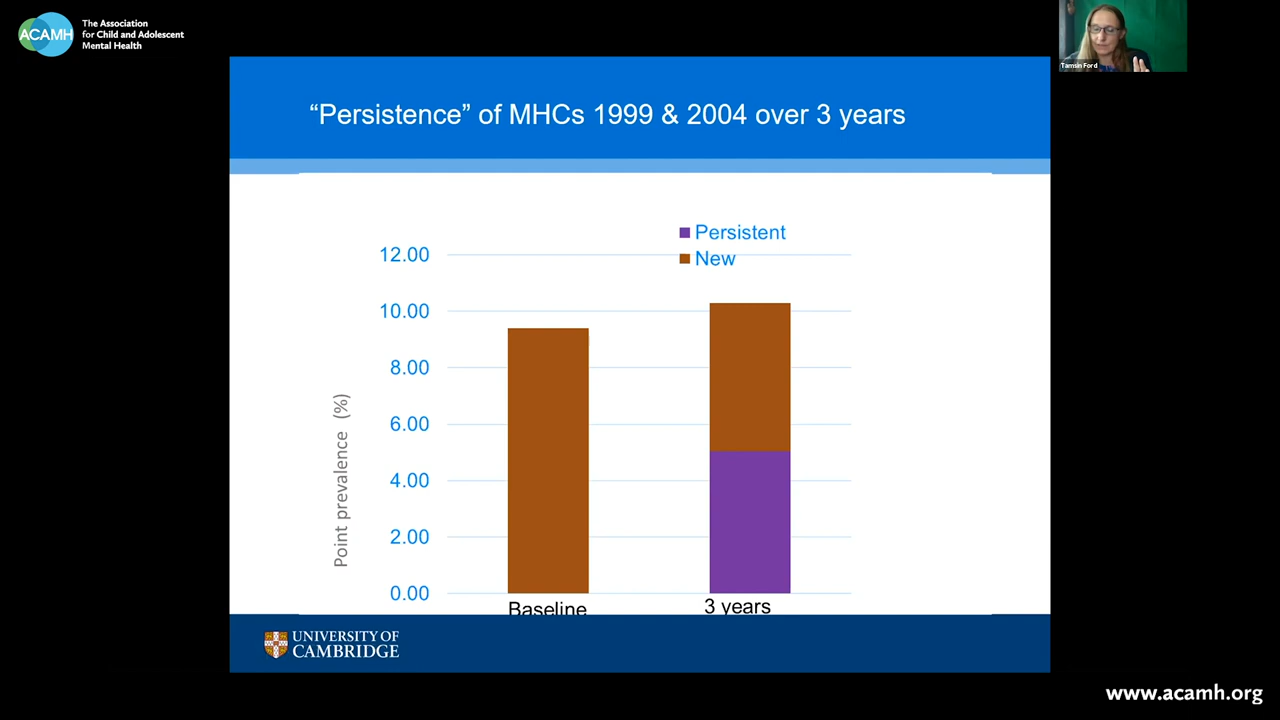 ACAMH
The Association
for Child and Adolescent
Mental Health
Tamsin Ford
“Persistence” of MHCs 1999 & 2004 over 3 years
Persistent
New
12.00
10.00
8.00
6.00
4.00
2.00
0.00
Point prevalence (%)
Baseline
3 years
UNIVERSITY OF
CAMBRIDGE
www.acamh.org